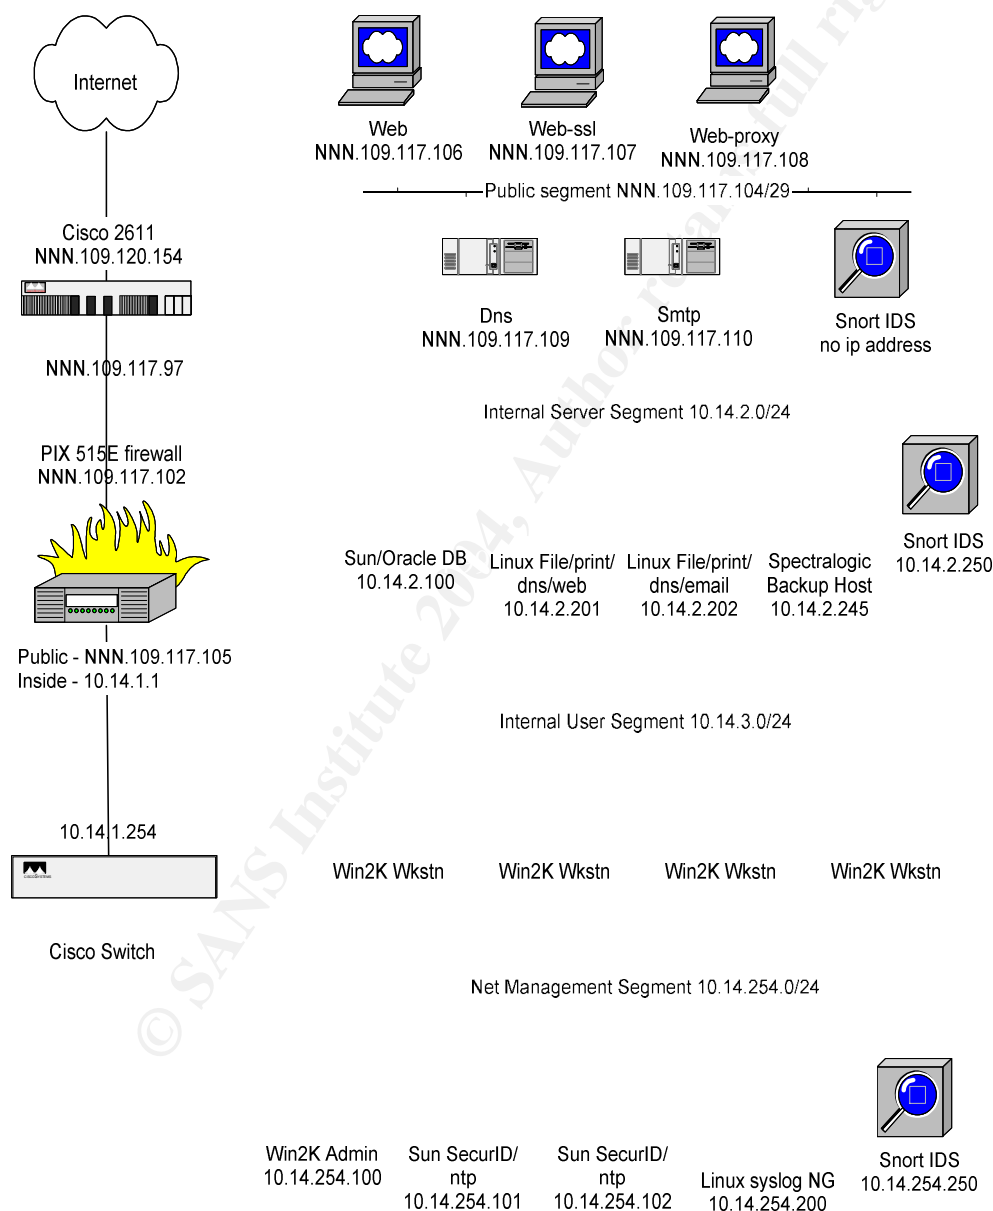 Internet
Web
NNN.109.117.106
Web-ssl
NNN.109.117.107
Web-proxy
NNN.109.117.108
Public segment NNN.109.117.104/29
Cisco 2611
NNN.109.120.154
Dns
NNN.109.117.109
Smtp
NNN.109.117.110
Snort IDS
no ip address
NNN.109.117.97
Internal Server Segment 10.14.2.0/24
PIX 515E firewall
NNN.109.117.102
Sun/Oracle DB
10.14.2.100
Linux File/print/
dns/web
10.14.2.201
Linux File/print/
dns/email
10.14.2.202
Spectralogic
Backup Host
10.14.2.245
Snort IDS
10.14.2.250
Public - NNN.109.117.105
Inside - 10.14.1.1
Internal User Segment 10.14.3.0/24
10.14.1.254
Win2K Wkstn
Win2K Wkstn
Win2K Wkstn
Win2K Wkstn
Cisco Switch
Net Management Segment 10.14.254.0/24
Win2K Admin
10.14.254.100
Sun SecurID/
ntp
10.14.254.101
Sun SecurID/
ntp
10.14.254.102
Linux syslog NG
10.14.254.200
Snort IDS
10.14.254.250
© SANS Institute 2004, Author retains full